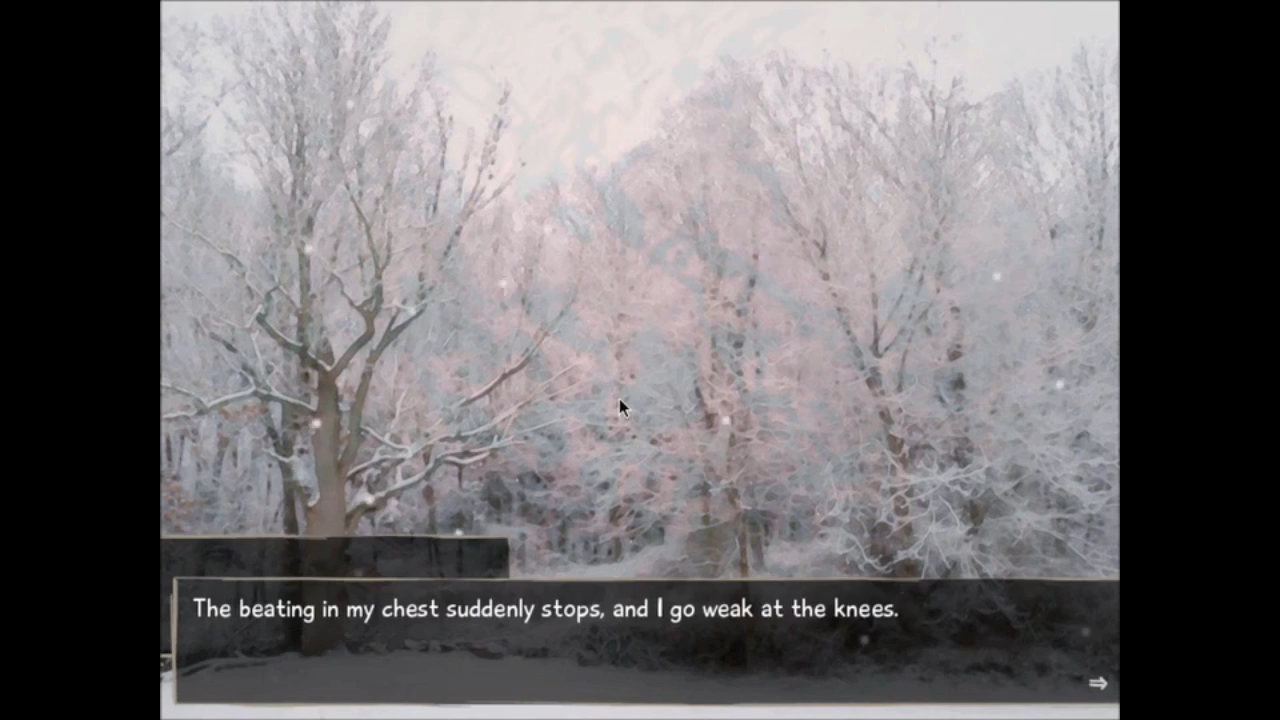 The beating in my chest suddenly stops, and I go weak at the knees.